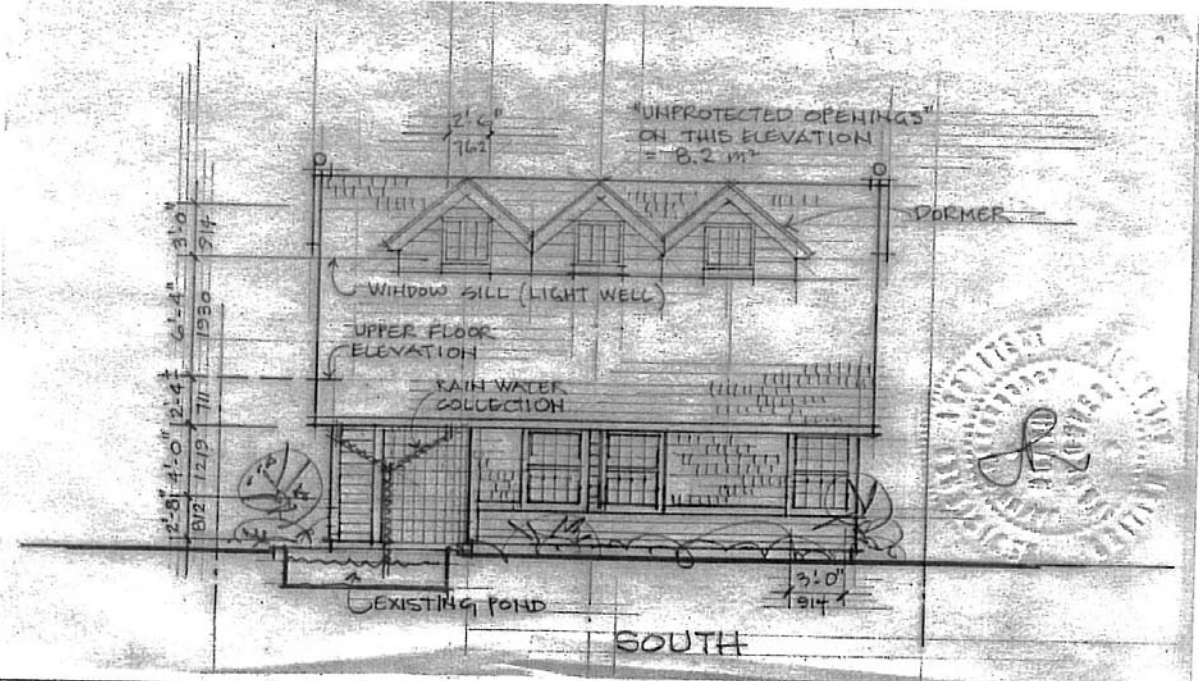 2'6"
762
"UNPROTECTED OPENINGS"
ON THIS ELEVATION
= 8.2 m²
DORMER
3'-0"
914
WINDOW SILL (LIGHT WELL)
6'-4"
1930
UPPER FLOOR
ELEVATION
2'-4"
711
RAIN WATER
COLLECTION
4'-0"
1219
2'-8"
812
EXISTING POND
3'-0"
914
SOUTH